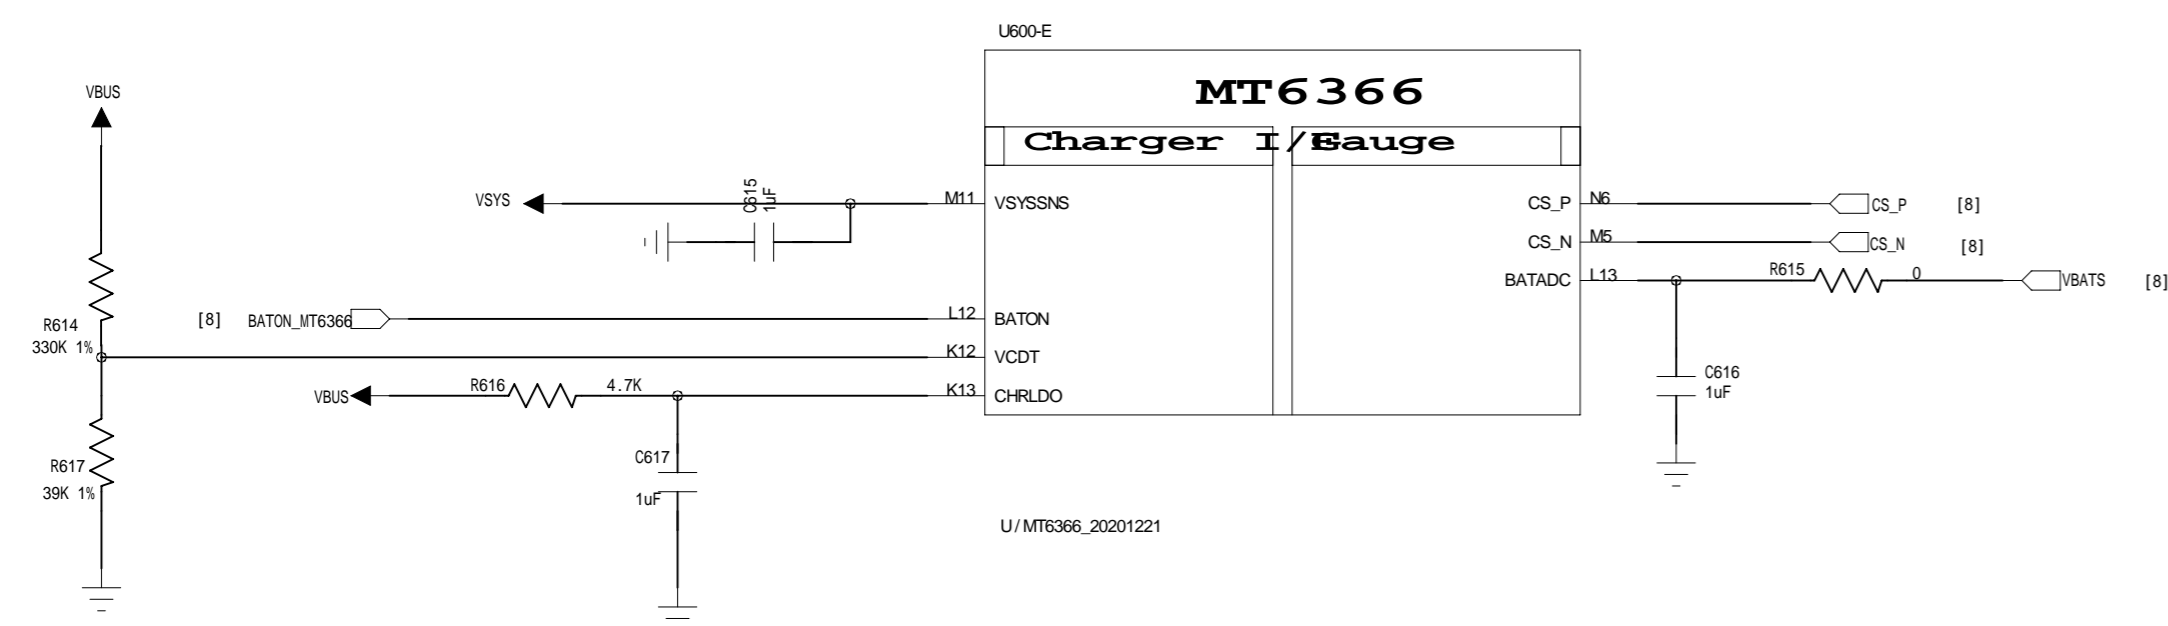 U600-E
MT6366
Charger I/F
Gauge
VBUS
VSYS
C615
1uF
M11
VSYSSNS
CS_P
N6
CS_P
[8]
CS_N
M5
CS_N
[8]
BATADC
L13
R615
0
VBATS
[8]
R614
330K 1%
[8]
BATON_MT6366
L12
BATON
K12
VCDT
VBUS
R616
4.7K
K13
CHRLDO
C616
1uF
R617
39K 1%
C617
1uF
U/MT6366_20201221